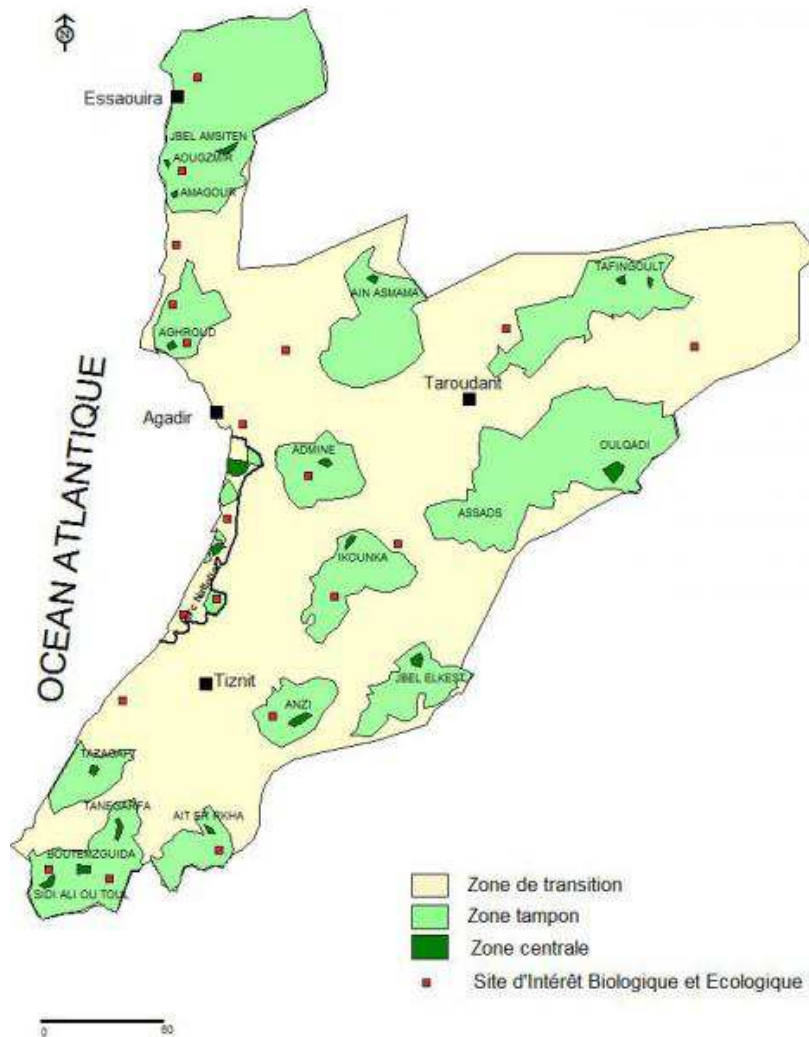 N
Essaouira
JBEL AMSITEN
AOUGZMIR
AMAGOUR
TAFINGOULT
AIN ASMAMA
AGHROUD
Taroudant
Agadir
ADMINE
OULQADI
ASSADS
OCEAN ATLANTIQUE
IKOUNKA
Tiznit
JBEL ELKEST
ANZI
TAZAGAFT
TANEGARFA
AIT ER RKHA
BOUTEMZGUIDA
SIDI ALI OU TOUL
Zone de transition
Zone tampon
Zone centrale
Site d'Intérêt Biologique et Ecologique
0
60